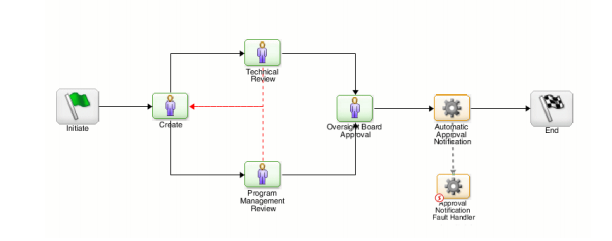 Technical
Review
Initiate
Create
Oversight Board
Approval
Automatic
Approval
Notification
End
Program
Management
Review
Approval
Notification
Fault Handler